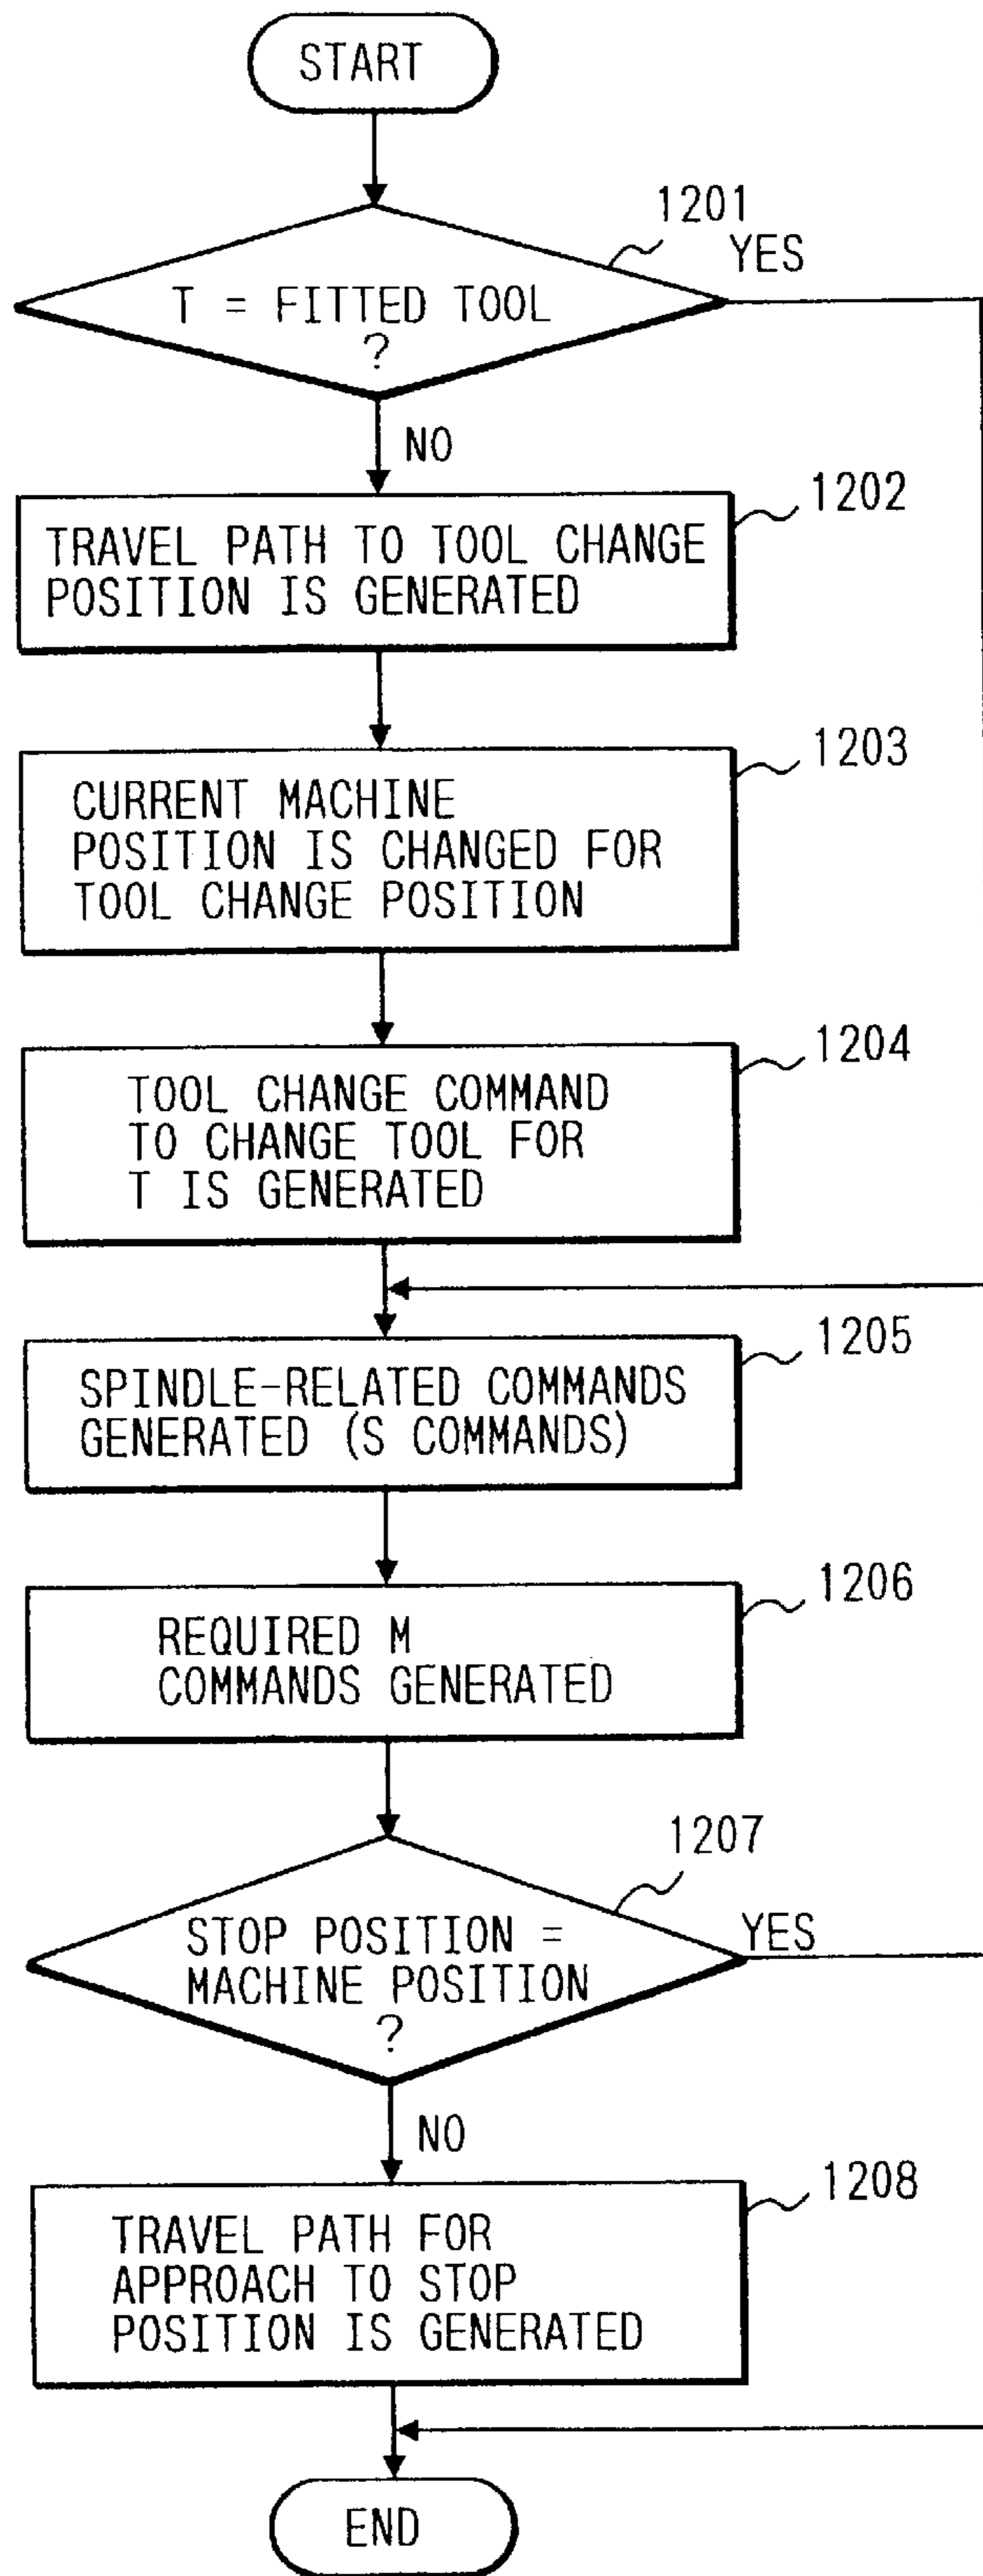 START
1201
YES
T = FITTED TOOL
?
NO
1202
TRAVEL PATH TO TOOL CHANGE
POSITION IS GENERATED
1203
CURRENT MACHINE
POSITION IS CHANGED FOR
TOOL CHANGE POSITION
1204
TOOL CHANGE COMMAND
TO CHANGE TOOL FOR
T IS GENERATED
1205
SPINDLE-RELATED COMMANDS
GENERATED (S COMMANDS)
1206
REQUIRED M
COMMANDS GENERATED
1207
STOP POSITION =
YES
MACHINE POSITION
?
NO
1208
TRAVEL PATH FOR
APPROACH TO STOP
POSITION IS GENERATED
END